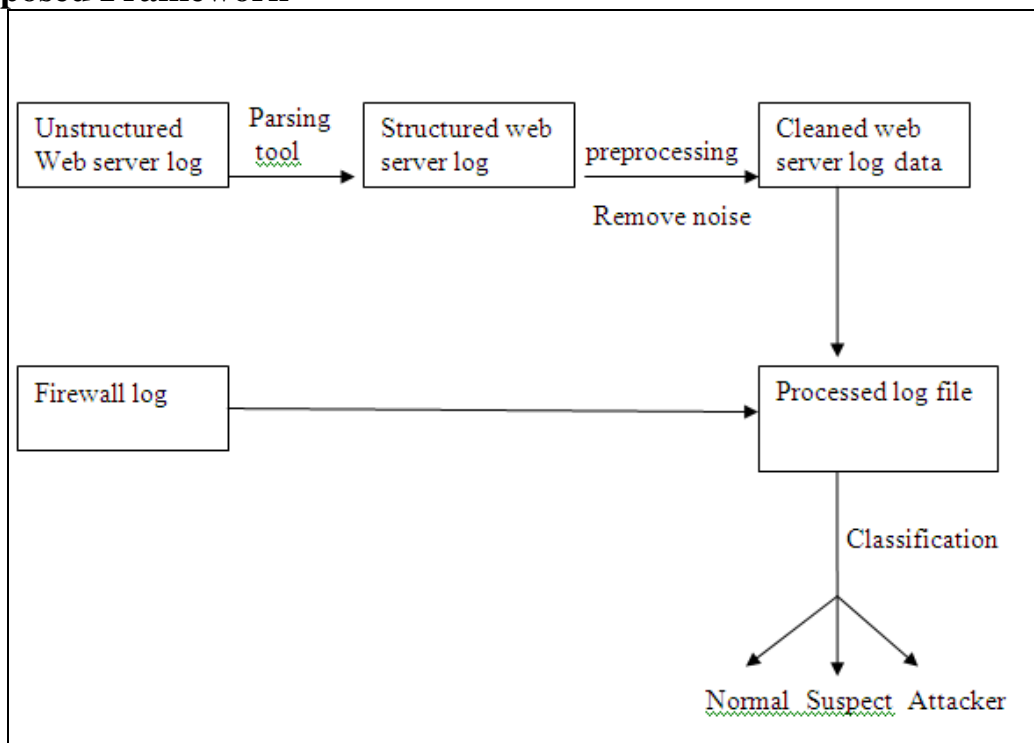 Unstructured
Web server log
Parsing
tool
Structured web
server log
preprocessing
Remove noise
Cleaned web
server log data
Firewall log
Processed log file
Classification
Normal Suspect Attacker